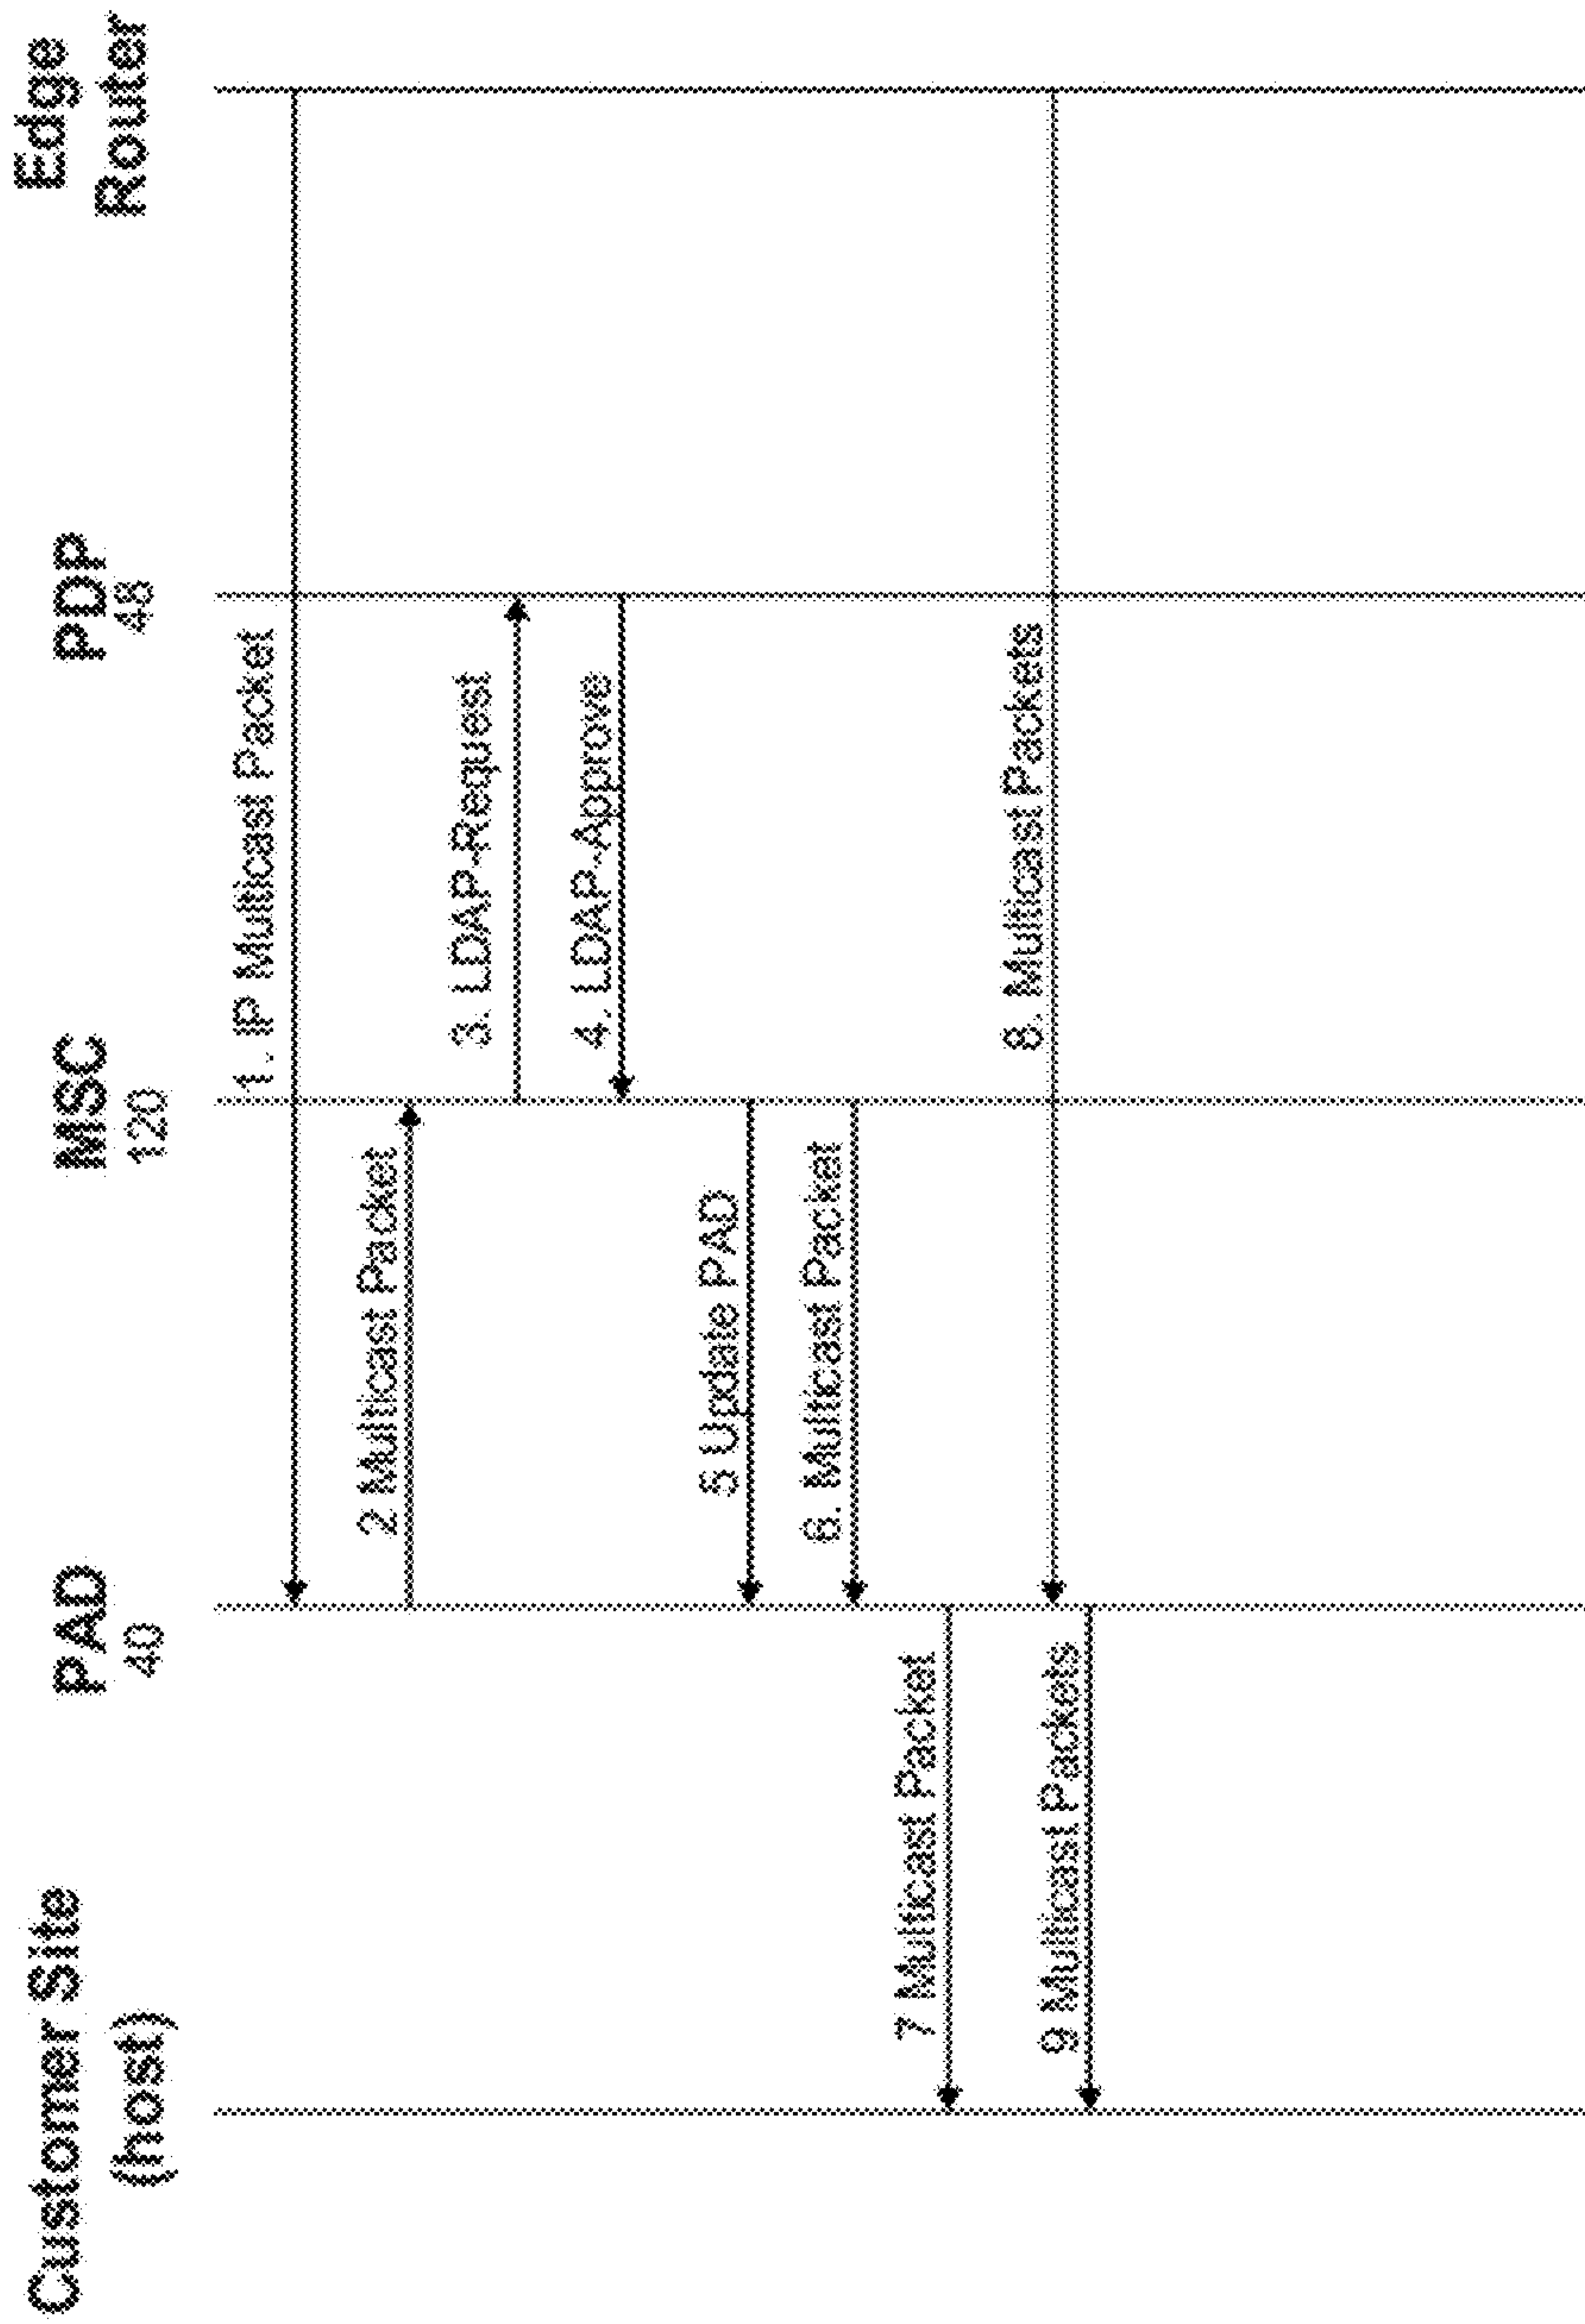 Customer Site
(host)
PAD
40
MSC
120
PDP
48
Edge
Router
1. IP Multicast Packet
2 Multicast Packet
3. LDAP-Request
4. LDAP-Approve
5 Update PAD
6. Multicast Packet
7 Multicast Packet
8. Multicast Packets
9 Multicast Packets